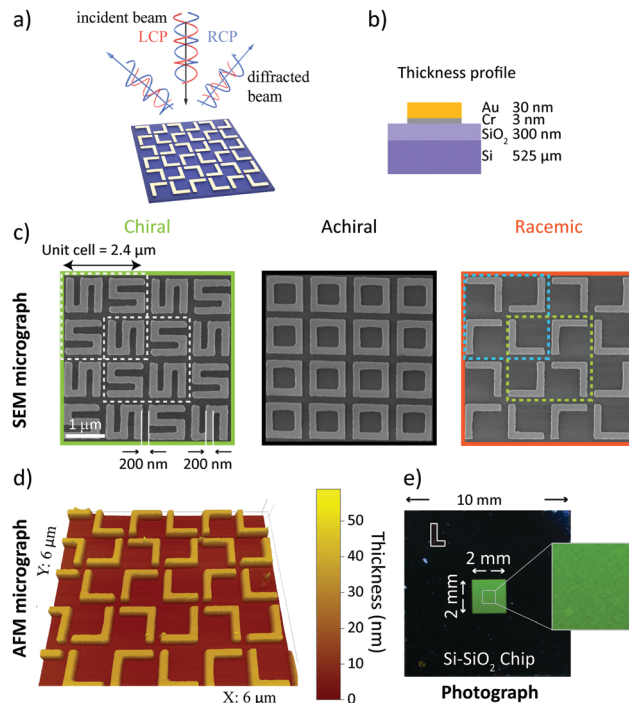 a)
incident beam
LCP
RCP
diffracted
beam
b)
Thickness profile
Au 30 nm
Cr 3 nm
SiO₂ 300 nm
Si 525 µm
Chiral
Achiral
Racemic
c)
Unit cell = 2.4 µm
SEM micrograph
1 µm
200 nm
200 nm
d)
AFM micrograph
Y: 6 µm
X: 6 µm
50
40
30
20
10
0
Thickness (nm)
e)
10 mm
L
2 mm
2 mm
Si-SiO₂ Chip
Photograph